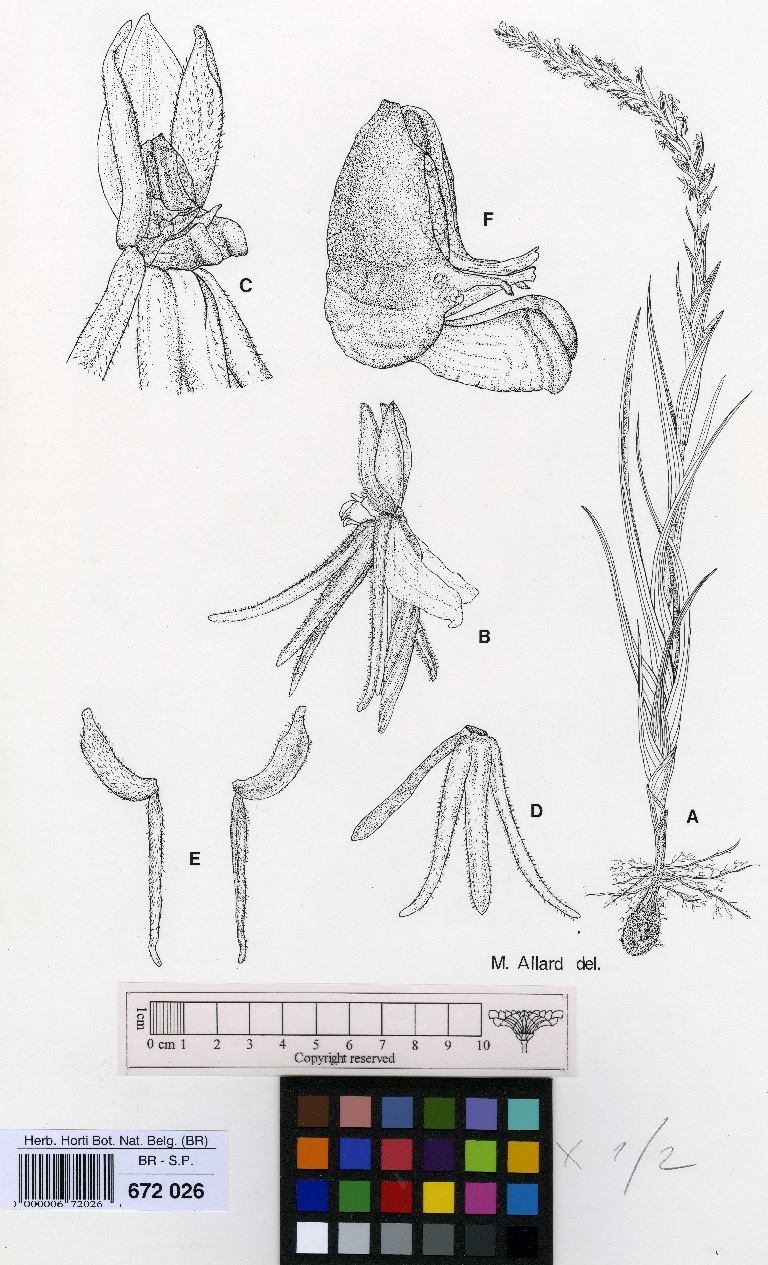 C
F
B
E
D
A
M. Allard del.
1cm
0 cm 1 2 3 4 5 6 7 8 9 10
Copyright reserved
Herb. Horti Bot. Nat. Belg. (BR)
BR - S.P.
672 026
000006 72026
x 1/2